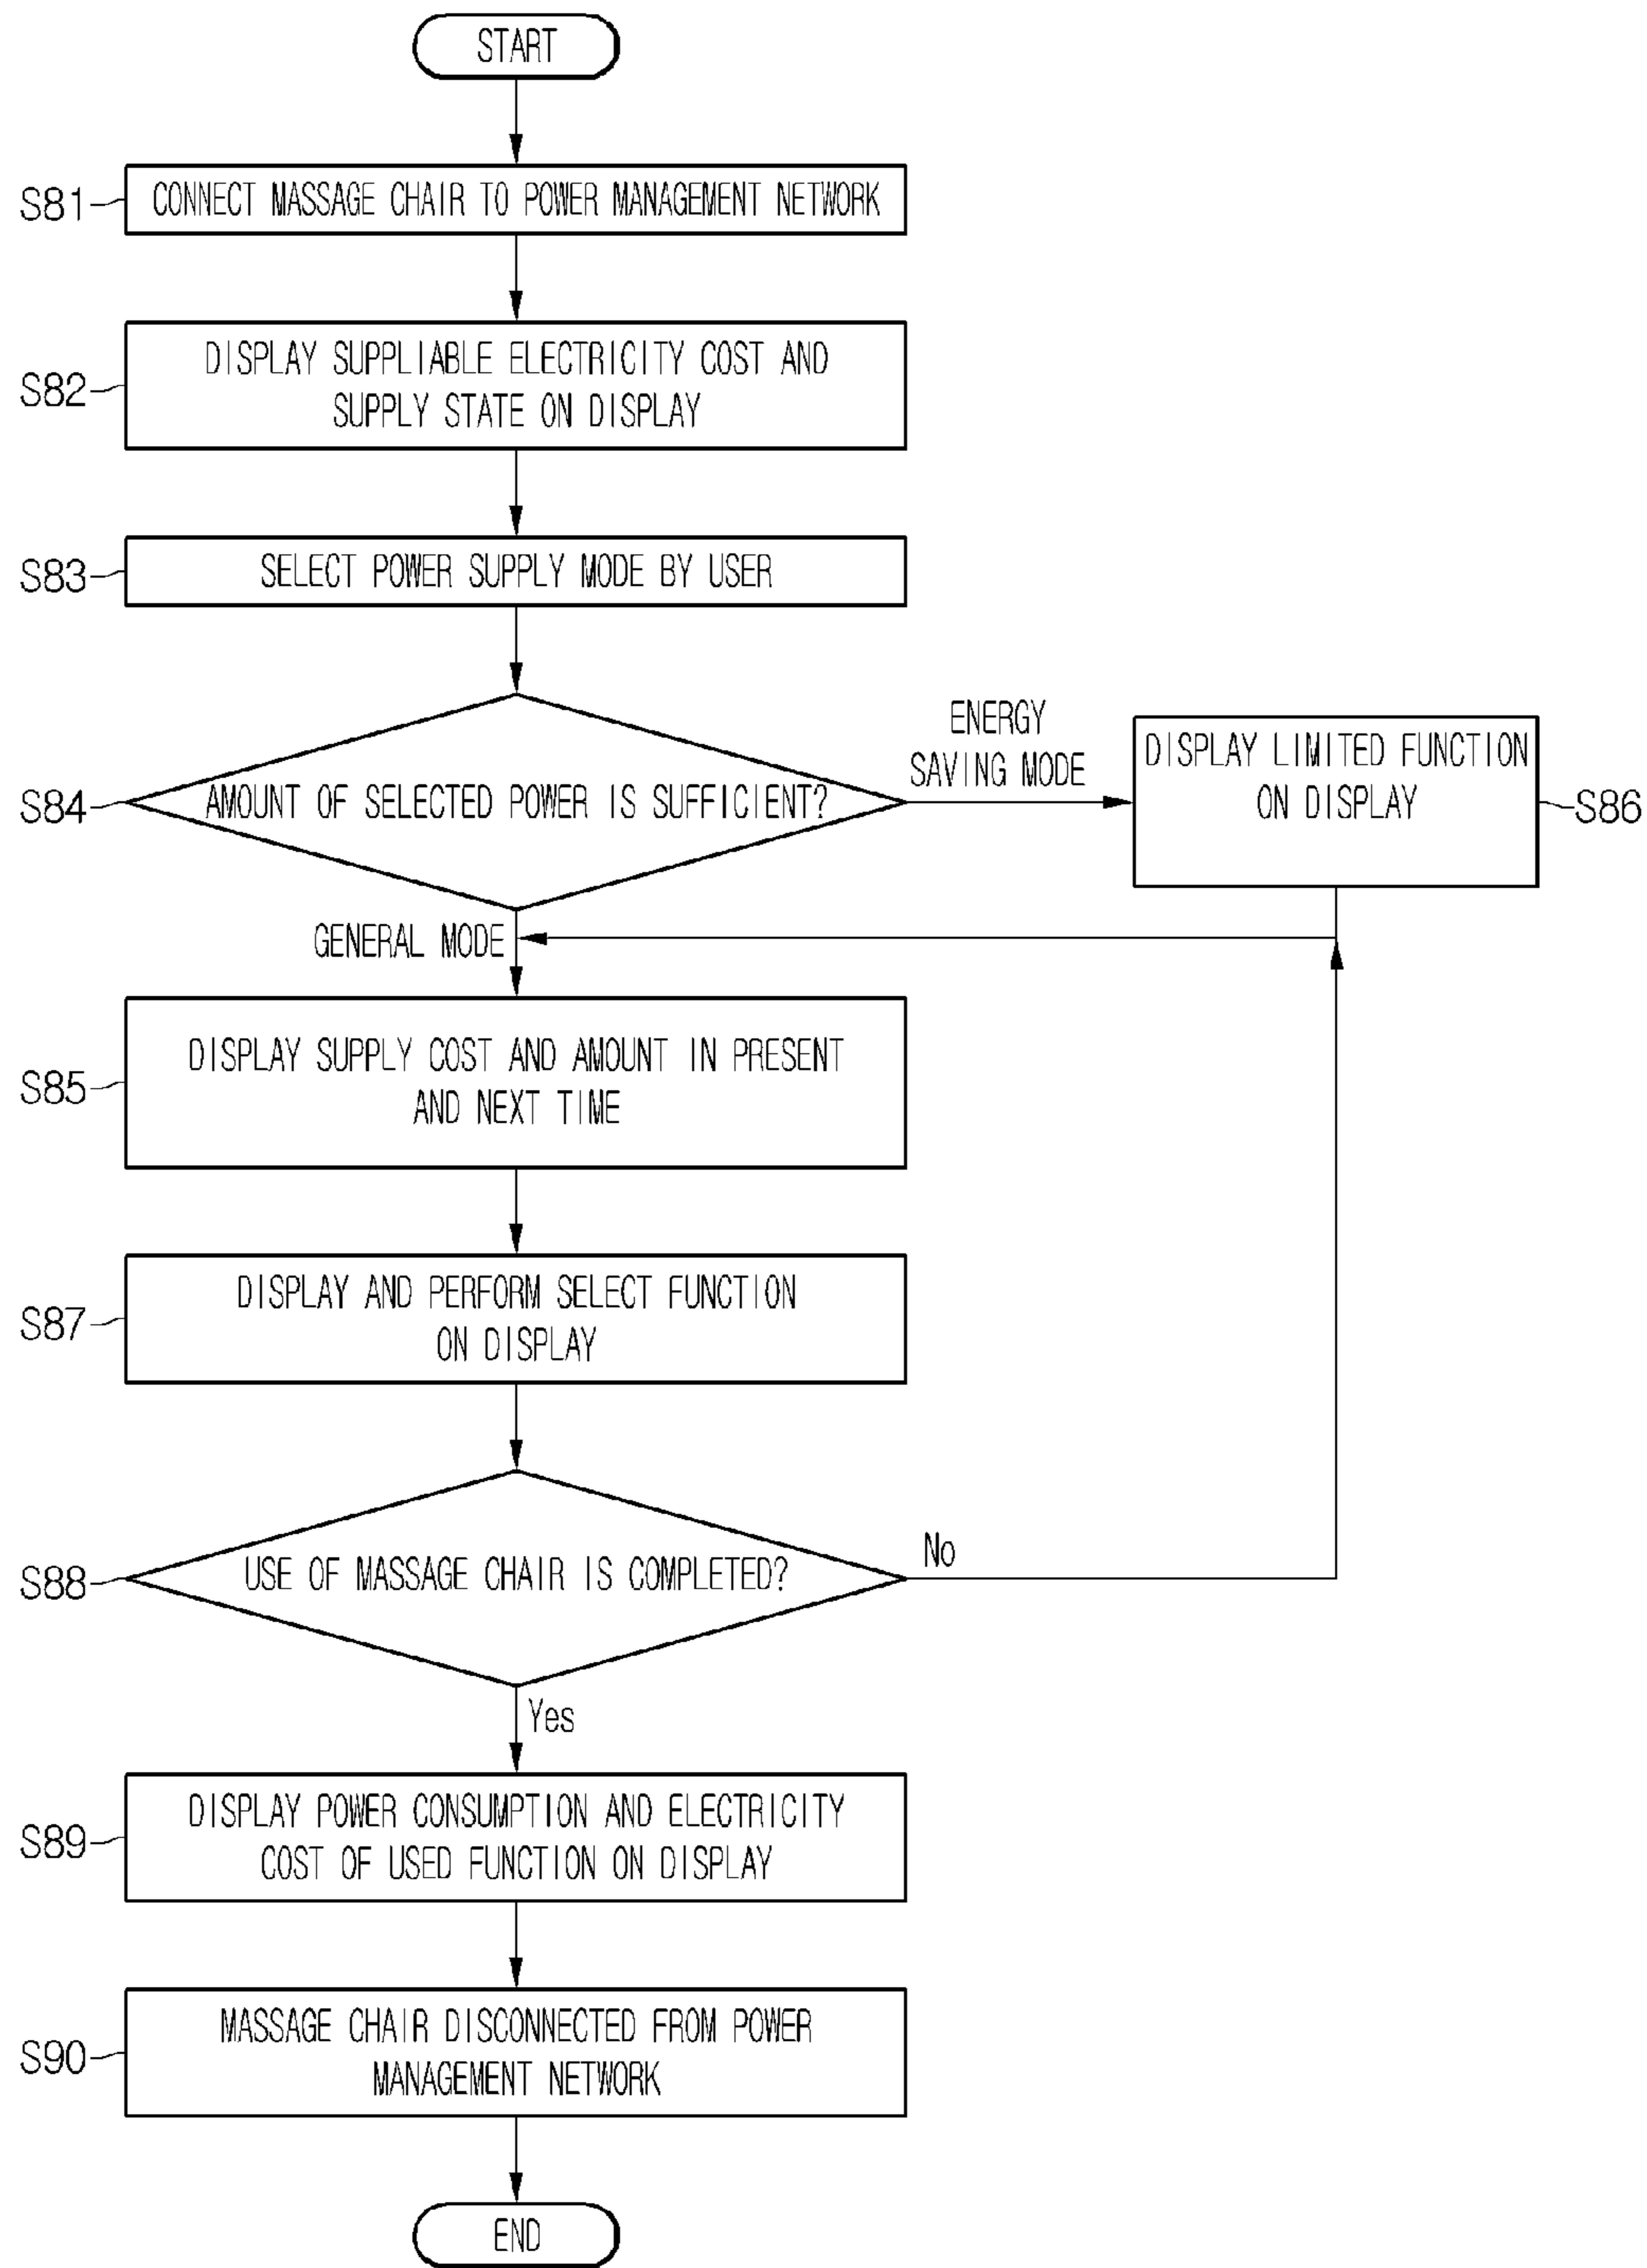 START
S81
CONNECT MASSAGE CHAIR TO POWER MANAGEMENT NETWORK
S82
DISPLAY SUPPLIABLE ELECTRICITY COST AND
SUPPLY STATE ON DISPLAY
S83
SELECT POWER SUPPLY MODE BY USER
S84
AMOUNT OF SELECTED POWER IS SUFFICIENT?
ENERGY
SAVING MODE
DISPLAY LIMITED FUNCTION
ON DISPLAY
S86
GENERAL MODE
S85
DISPLAY SUPPLY COST AND AMOUNT IN PRESENT
AND NEXT TIME
S87
DISPLAY AND PERFORM SELECT FUNCTION
ON DISPLAY
S88
USE OF MASSAGE CHAIR IS COMPLETED?
No
Yes
S89
DISPLAY POWER CONSUMPTION AND ELECTRICITY
COST OF USED FUNCTION ON DISPLAY
S90
MASSAGE CHAIR DISCONNECTED FROM POWER
MANAGEMENT NETWORK
END